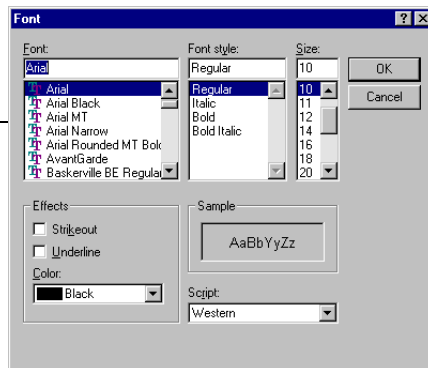 Font
Font: Font style: Size:
Arial Regular 10 OK
Arial Regular 10 Cancel
Arial Black Italic 11
Arial MT Bold 12
Arial Narrow Bold Italic 14
Arial Rounded MT Bold 16
AvantGarde 18
Baskerville BE Regular 20
Effects Sample
Strikeout AaBbYyZz
Underline
Color:
Black Script:
Western